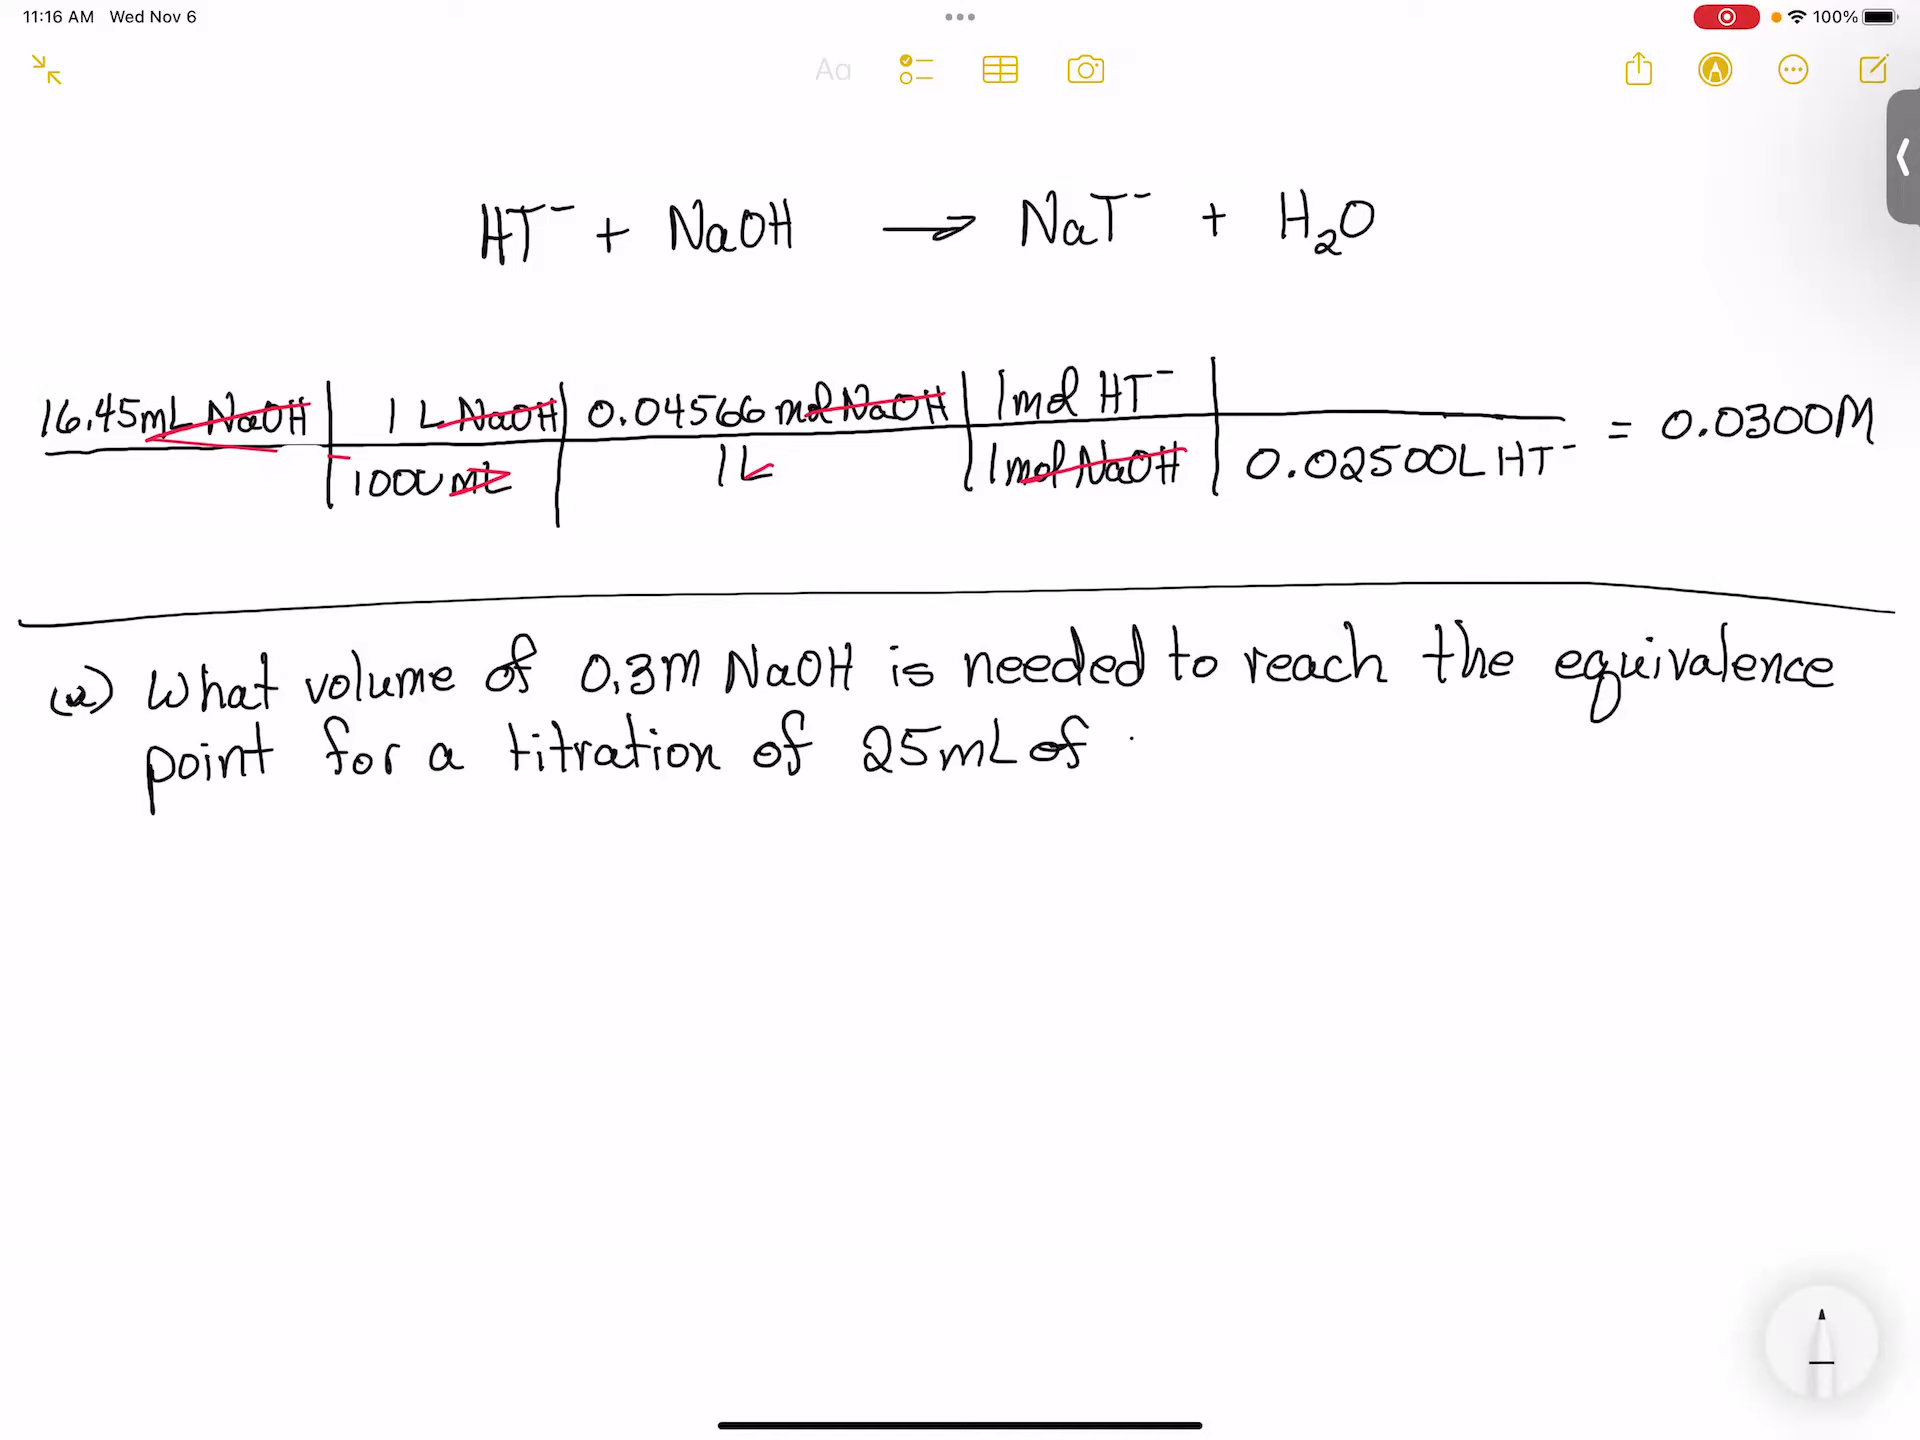 11:16 AM Wed Nov 6
100%
Aa
HT⁻ + NaOH → NaT⁻ + H₂O
16.45mL NaOH | 1 L NaOH | 0.04566 mol NaOH | 1mol HT⁻ |
1000mL | 1L | 1mol NaOH | 0.02500L HT⁻ = 0.0300M
(a) What volume of 0.3M NaOH is needed to reach the equivalence
point for a titration of 25mL of